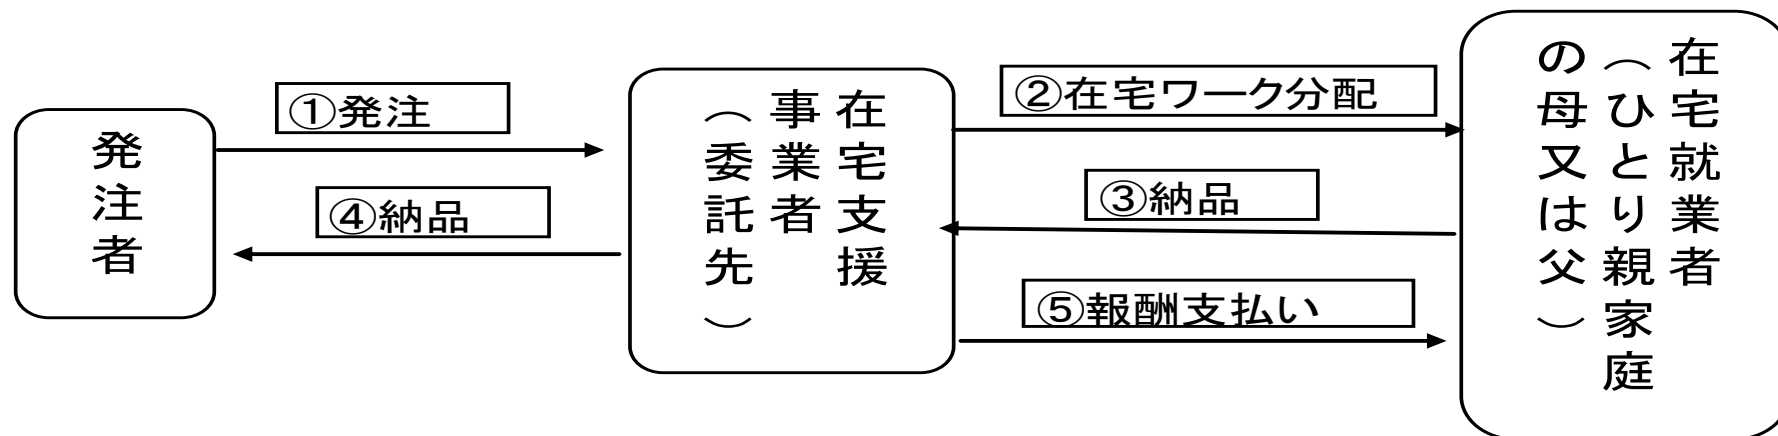 発注者
①発注
④納品
在宅支援
事業者
（委託先）
②在宅ワーク分配
③納品
⑤報酬支払い
在宅就業者
（ひとり親家庭
の母又は父）